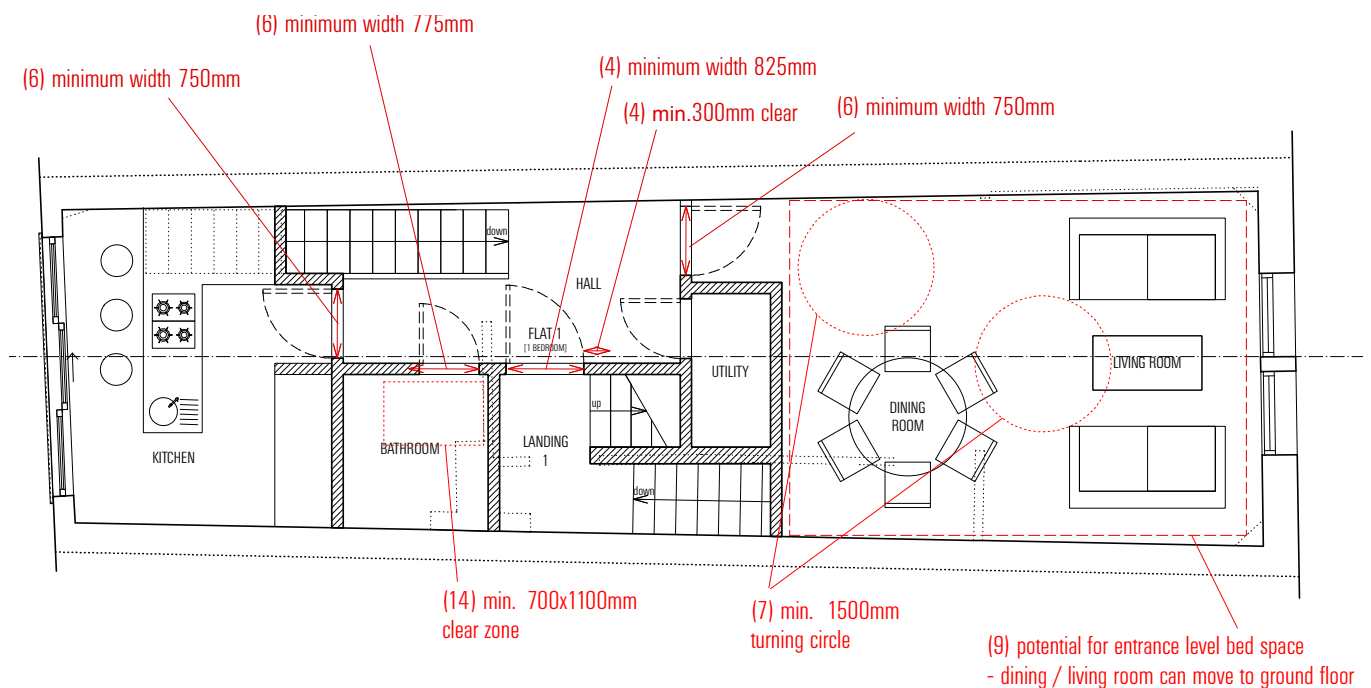 (6) minimum width 775mm
(6) minimum width 750mm
(4) minimum width 825mm
(4) min.300mm clear
(6) minimum width 750mm
down
HALL
FLAT 1
[1 BEDROOM]
UTILITY
LIVING ROOM
up
DINING
ROOM
KITCHEN
BATHROOM
LANDING
1
down
(14) min. 700x1100mm
clear zone
(7) min. 1500mm
turning circle
(9) potential for entrance level bed space
- dining / living room can move to ground floor